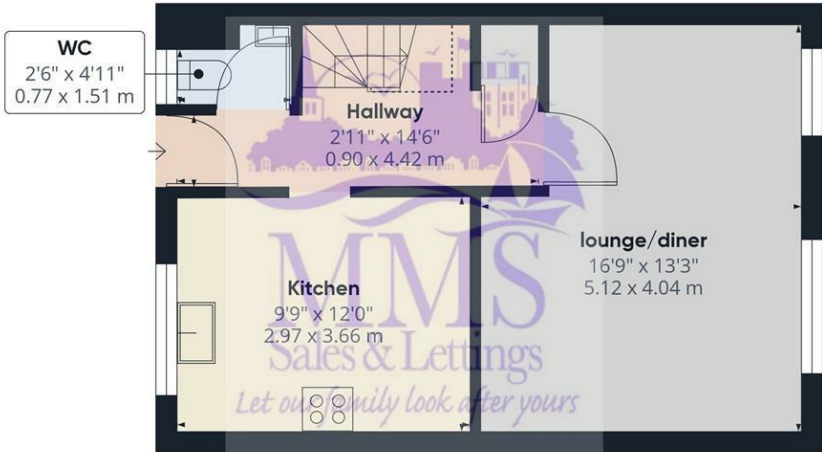 WC
2'6" x 4'11"
0.77 x 1.51 m
Hallway
2'11" x 14'6"
0.90 x 4.42 m
lounge/diner
16'9" x 13'3"
5.12 x 4.04 m
Kitchen
9'9" x 12'0"
2.97 x 3.66 m
MMS
Sales & Lettings
Let our family look after yours